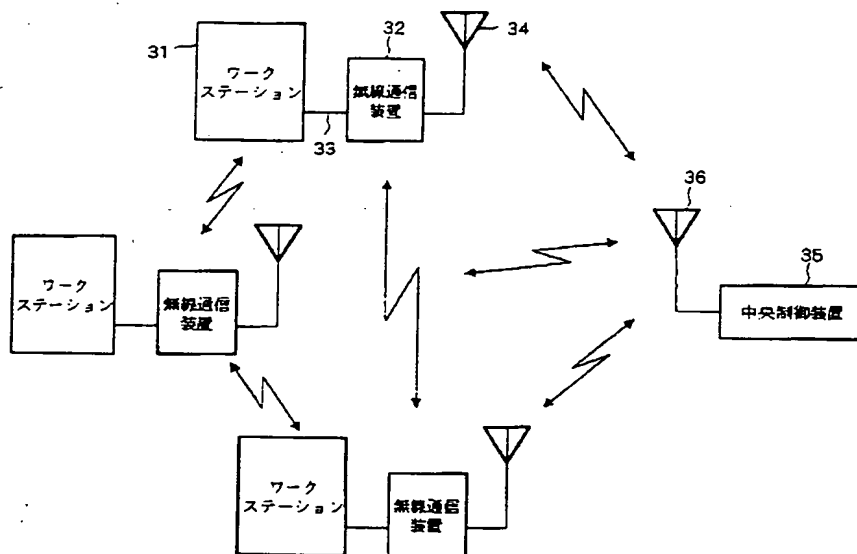 31
ワーク
ステーション
32
無線通信
装置
33
34
36
35
中央制御装置
ワーク
ステーション
無線通信
装置
ワーク
ステーション
無線通信
装置